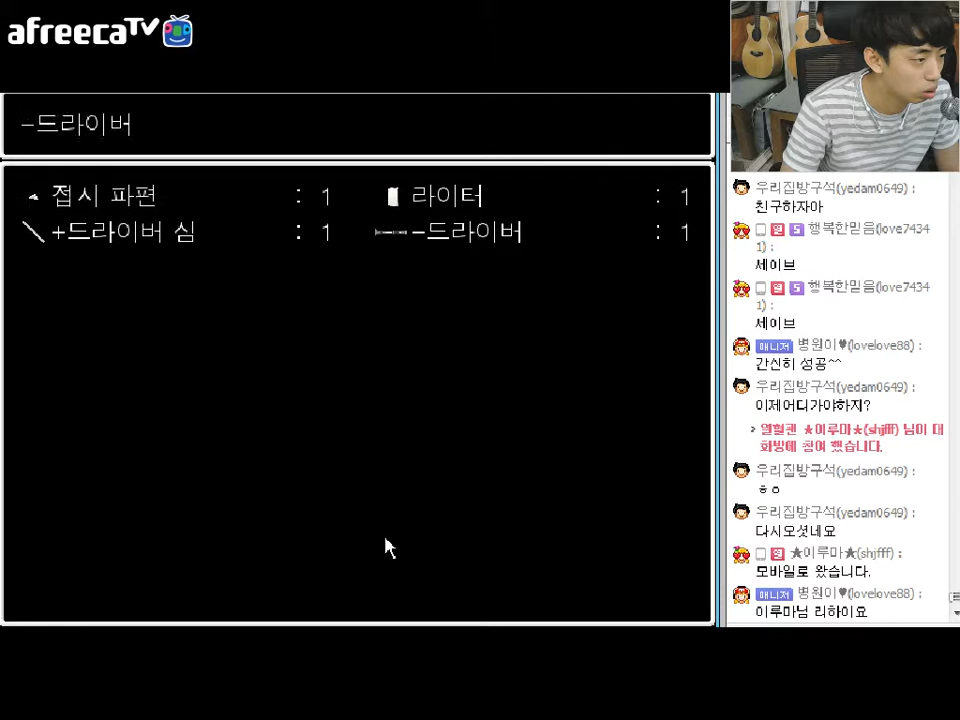 afreecaTV
-드라이버
접시 파편 : 1 라이터 : 1
+드라이버 심 : 1 -드라이버 : 1
우리집방구석(yedam0649) :
친구하자아
열 S 행복한믿음(love7434
1) :
세이브
열 S 행복한믿음(love7434
1) :
세이브
매니저 병원이♥(lovelove88) :
간신히 성공^^
우리집방구석(yedam0649) :
이제어디가야하지?
> 열혈팬 ★이루마★(shjfff) 님이 대
화방에 참여 했습니다.
우리집방구석(yedam0649) :
ㅎㅇ
우리집방구석(yedam0649) :
다시오셧네요
열 ★이루마★(shjfff) :
모바일로 왔습니다.
매니저 병원이♥(lovelove88) :
이루마님 리하이요